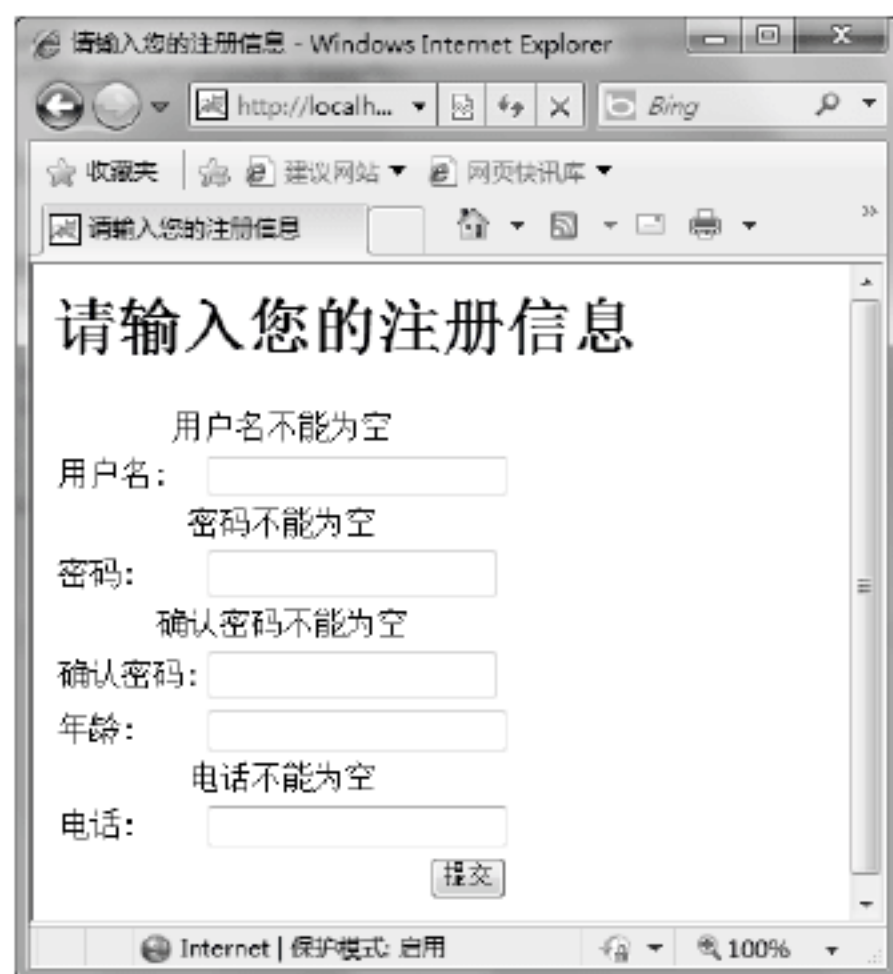 请输入您的注册信息 - Windows Internet Explorer
http://localh... Bing
收藏夹 建议网站 网页快讯库
请输入您的注册信息
请输入您的注册信息
用户名不能为空
用户名:
密码不能为空
密码:
确认密码不能为空
确认密码:
年龄:
电话不能为空
电话:
提交
Internet | 保护模式: 启用 100%